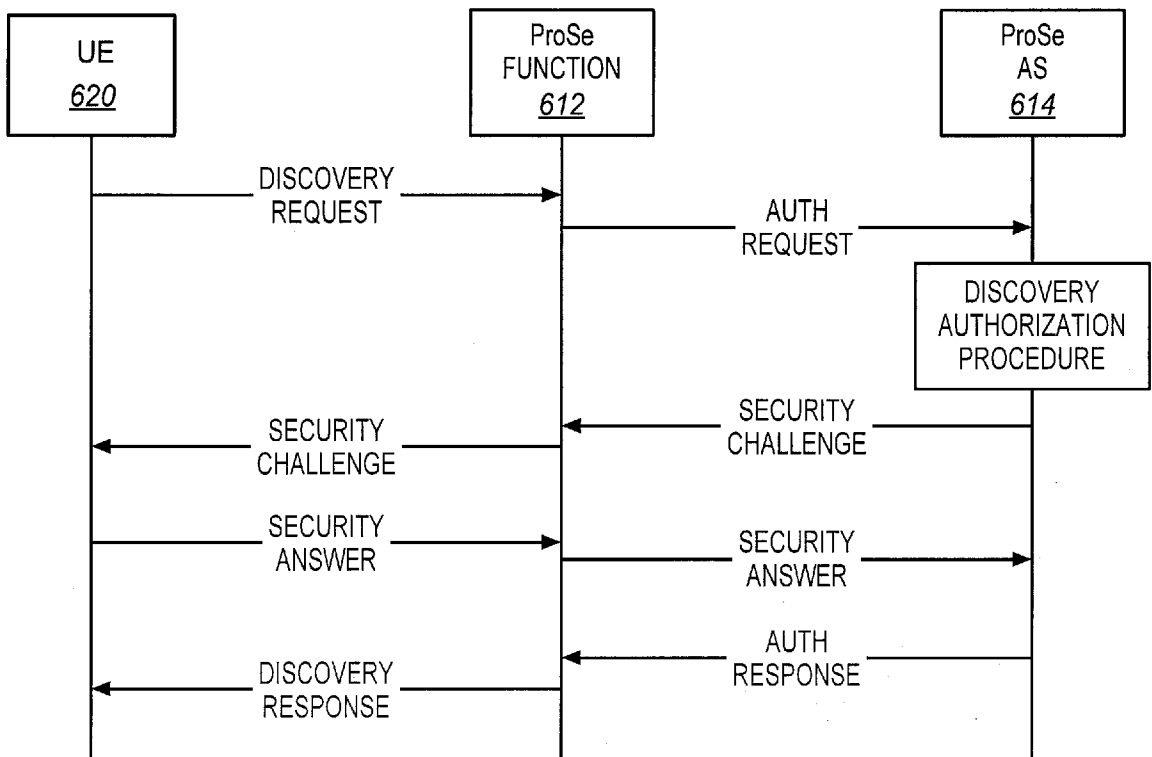 UE
620
ProSe
FUNCTION
612
ProSe
AS
614
DISCOVERY
REQUEST
AUTH
REQUEST
DISCOVERY
AUTHORIZATION
PROCEDURE
SECURITY
CHALLENGE
SECURITY
CHALLENGE
SECURITY
ANSWER
SECURITY
ANSWER
AUTH
RESPONSE
DISCOVERY
RESPONSE